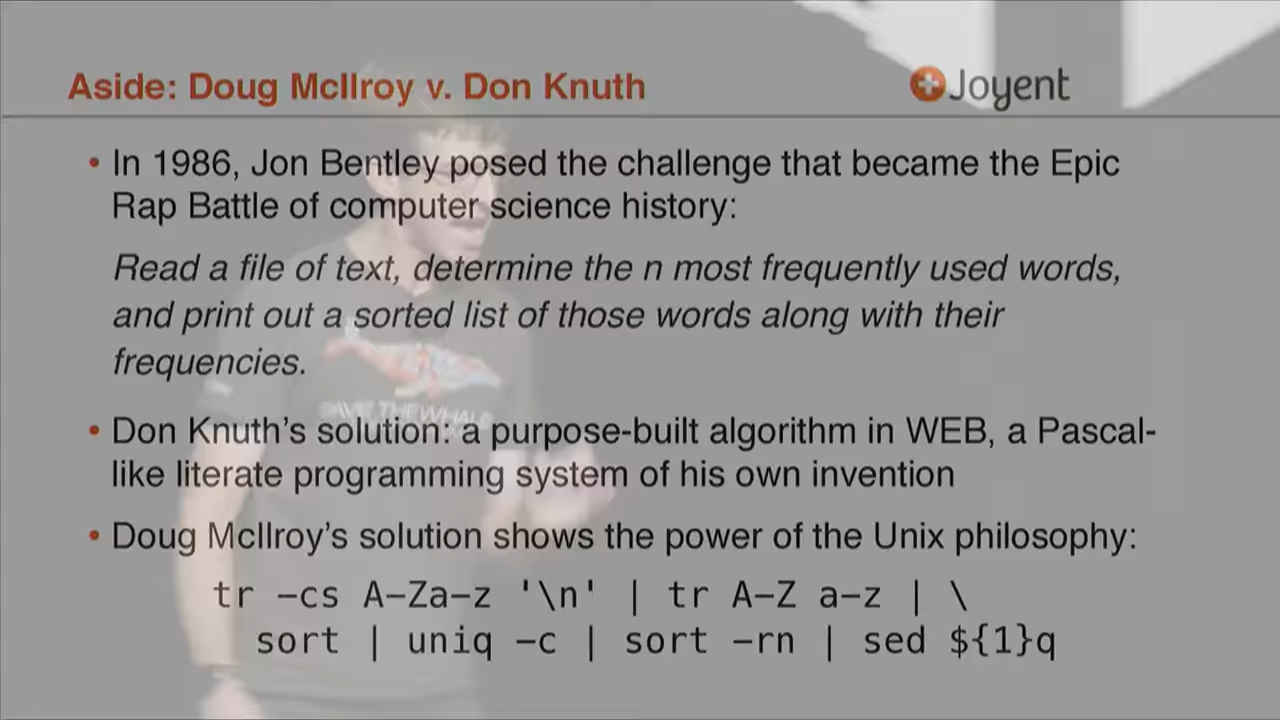 Aside: Doug McIlroy v. Don Knuth
Joyent
• In 1986, Jon Bentley posed the challenge that became the Epic
Rap Battle of computer science history:
Read a file of text, determine the n most frequently used words,
and print out a sorted list of those words along with their
frequencies.
• Don Knuth’s solution: a purpose-built algorithm in WEB, a Pascal-
like literate programming system of his own invention
• Doug McIlroy’s solution shows the power of the Unix philosophy:
tr -cs A-Za-z '\n' | tr A-Z a-z | \
sort | uniq -c | sort -rn | sed ${1}q
SAVE THE WHALE